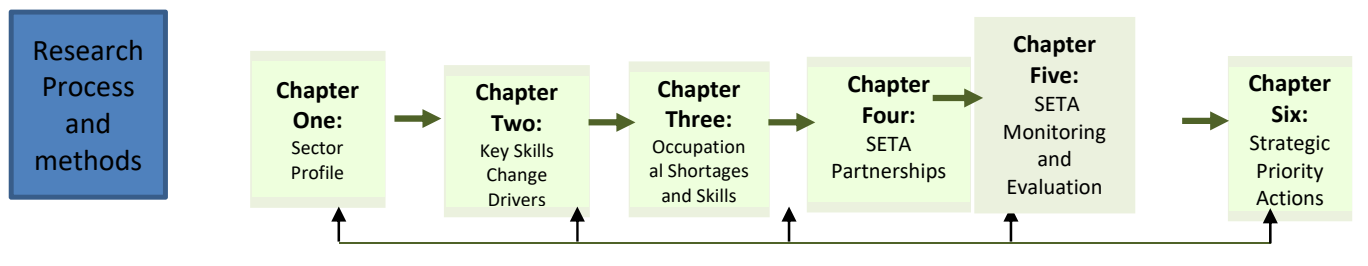 Research
Process
and
methods
Chapter
One:
Sector
Profile
Chapter
Two:
Key Skills
Change
Drivers
Chapter
Three:
Occupation
al Shortages
and Skills
Chapter
Four:
SETA
Partnerships
Chapter
Five:
SETA
Monitoring
and
Evaluation
Chapter
Six:
Strategic
Priority
Actions